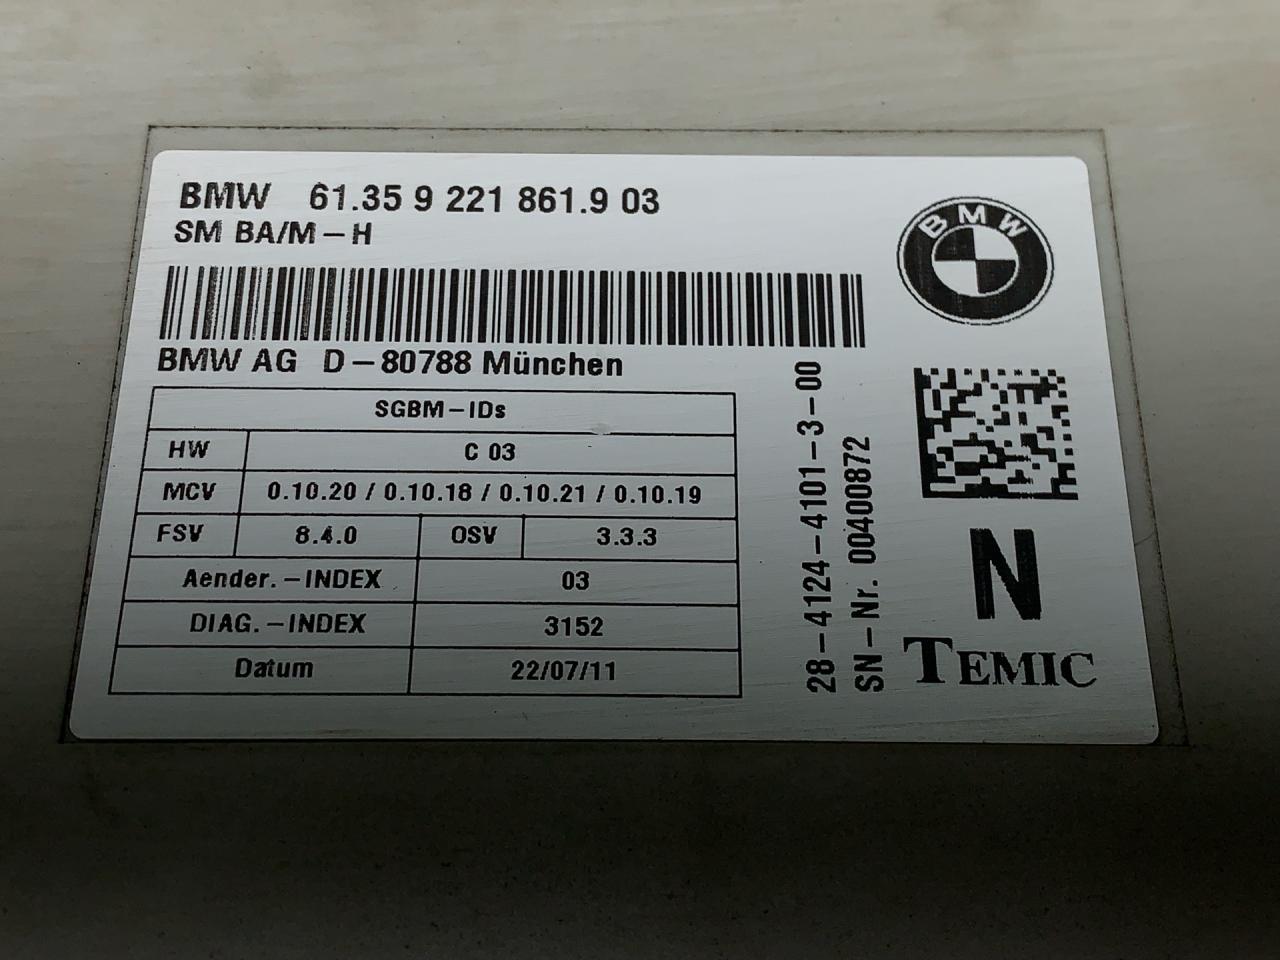 BMW 61.35 9 221 861.9 03
SM BA/M-H
BMW
BMW AG D-80788 München
SGBM-IDs
HW C 03
MCV 0.10.20 / 0.10.18 / 0.10.21 / 0.10.19
FSV 8.4.0 OSV 3.3.3
Aender.-INDEX 03
DIAG.-INDEX 3152
Datum 22/07/11
28-4124-4101-3-00
SN-Nr. 00400872
N
TEMIC